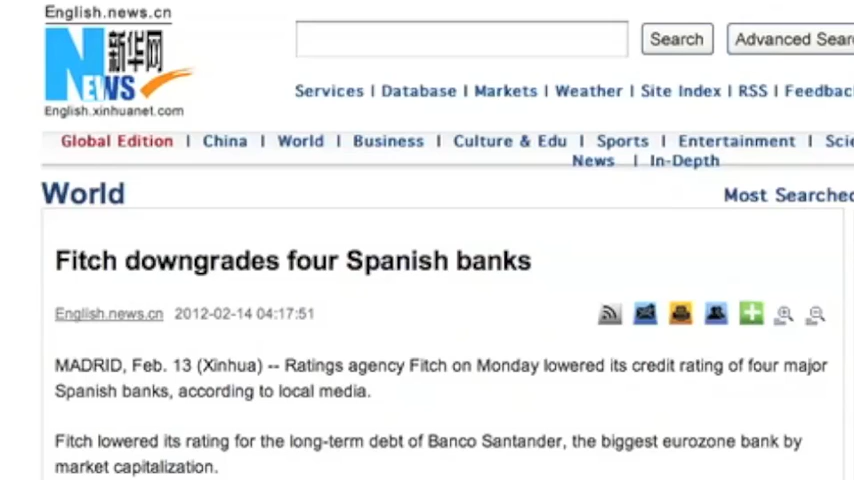 English.news.cn
新华网
NEWS
English.xinhuanet.com
Search
Advanced
Services | Database | Markets | Weather | Site Index | RSS |
Global Edition | China | World | Business | Culture & Edu | Sports | Entertainment |
News | In-Depth
World
Most Searched
Fitch downgrades four Spanish banks
English.news.cn 2012-02-14 04:17:51
MADRID, Feb. 13 (Xinhua) -- Ratings agency Fitch on Monday lowered its credit rating of four major
Spanish banks, according to local media.
Fitch lowered its rating for the long-term debt of Banco Santander, the biggest eurozone bank by
market capitalization.